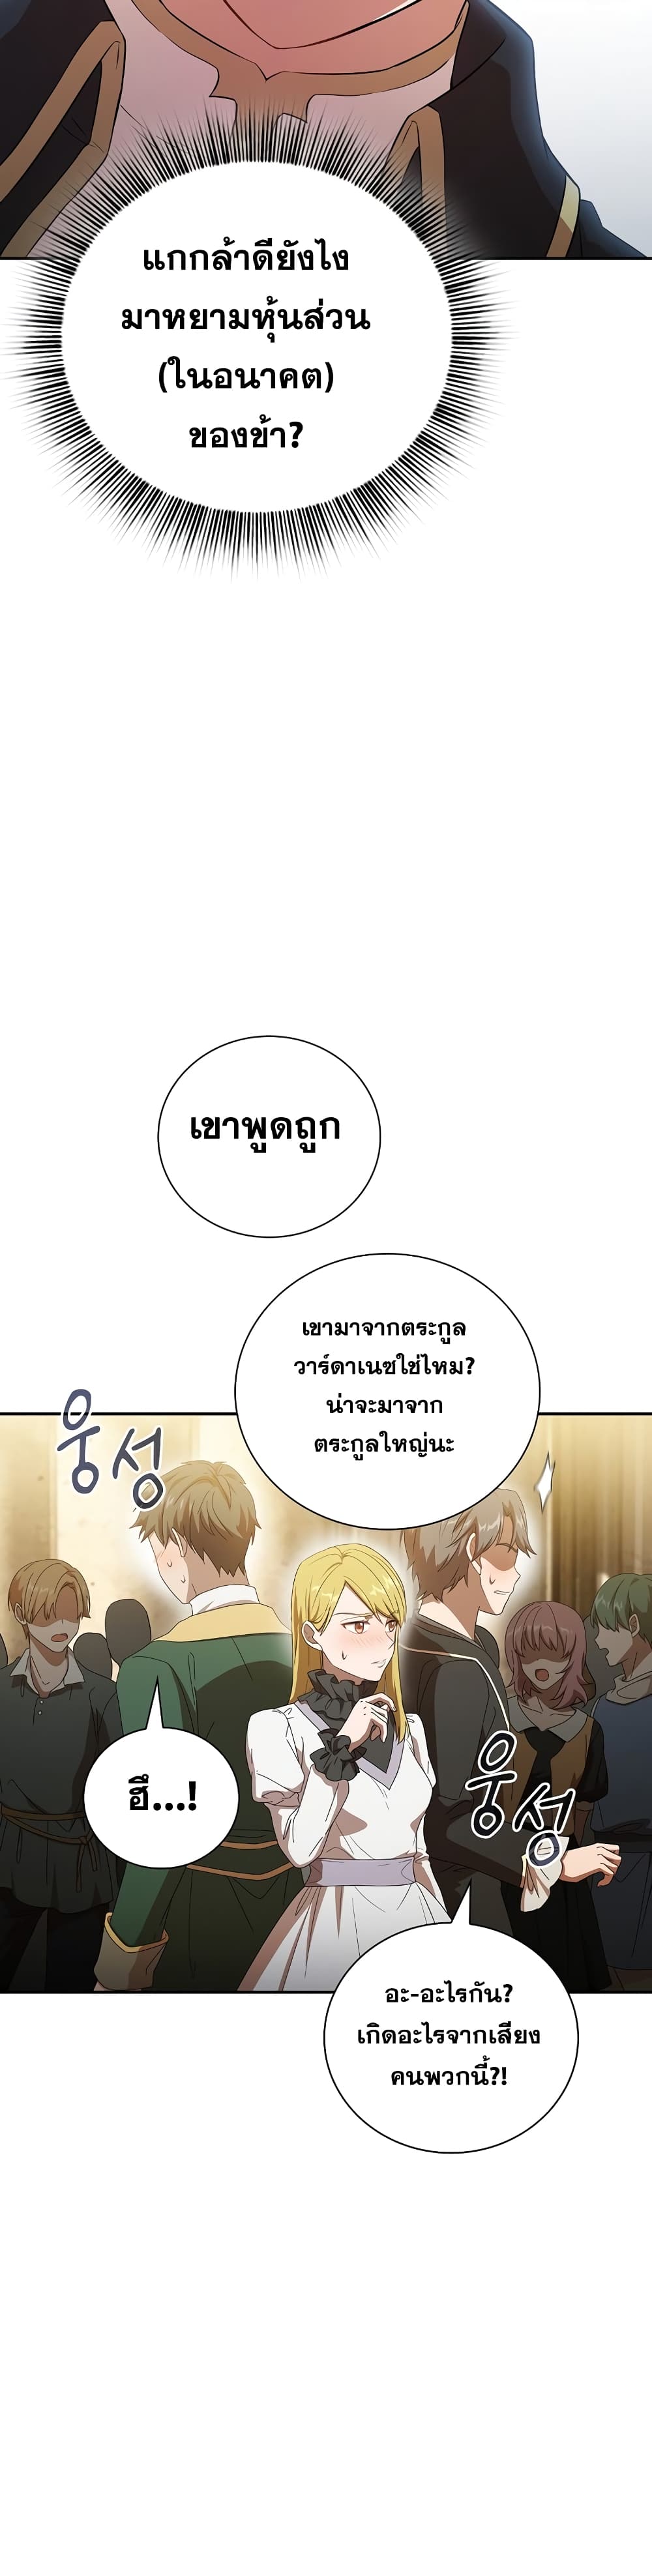 แกกล้าดียังไง
มาหยามหุ้นส่วน
(ในอนาคต)
ของข้า?
เขาพูดถูก
เขามาจากตระกูล
วาร์ดาเนซใช่ไหม?
น่าจะมาจาก
ตระกูลใหญ่นะ
웅성
ฮึ...!
웅성
อะ-อะไรกัน?
เกิดอะไรจากเสียง
คนพวกนี้?!